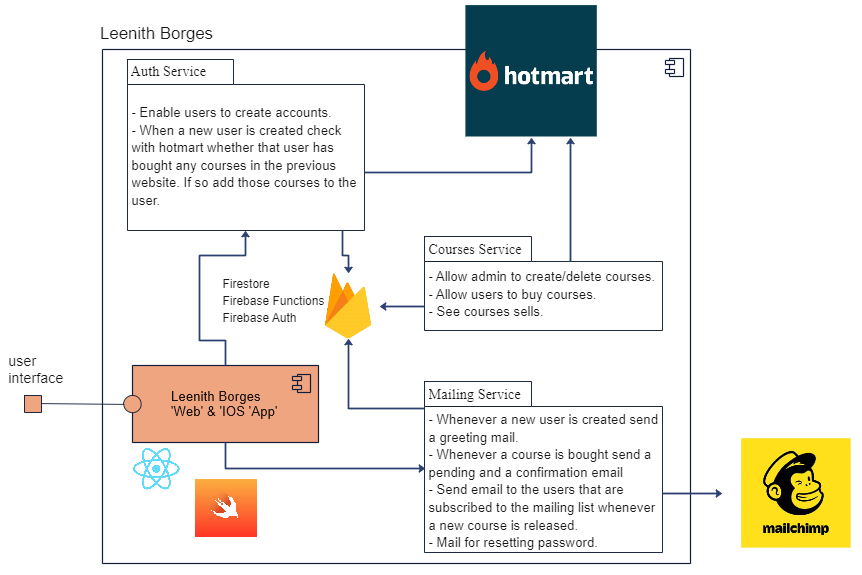 Leenith Borges
hotmart
Auth Service
- Enable users to create accounts.
- When a new user is created check
with hotmart whether that user has
bought any courses in the previous
website. If so add those courses to the
user.
Courses Service
- Allow admin to create/delete courses.
- Allow users to buy courses.
- See courses sells.
Firestore
Firebase Functions
Firebase Auth
user
interface
Leenith Borges
'Web' & 'IOS 'App'
Mailing Service
- Whenever a new user is created send
a greeting mail.
- Whenever a course is bought send a
pending and a confirmation email
- Send email to the users that are
subscribed to the mailing list whenever
a new course is released.
- Mail for resetting password.
mailchimp